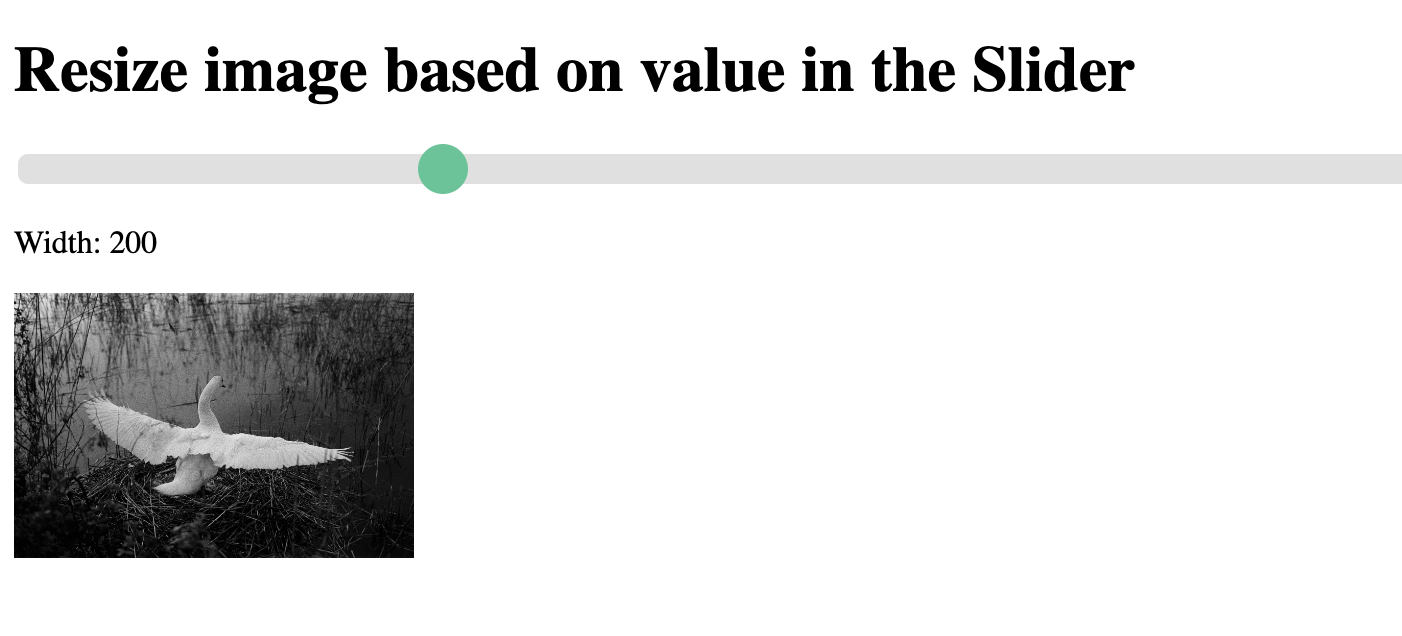 Resize image based on value in the Slider
Width: 200